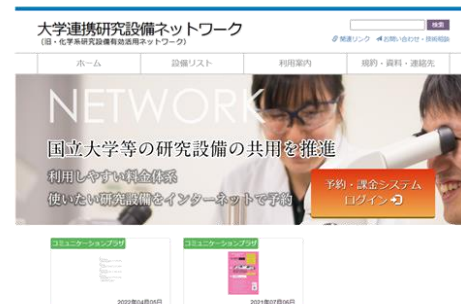 大学連携研究設備ネットワーク
(旧・化学系研究設備有効活用ネットワーク)
検索
関連リンク お問い合わせ・技術相談
ホーム 設備リスト 利用案内 規約・資料・連絡先
NETWORK
国立大学等の研究設備の共用を推進
利用しやすい料金体系
使いたい研究設備をインターネットで予約
予約・課金システム
ログイン
コミュニケーションプラザ コミュニケーションプラザ
2022年04月05日 2021年07月06日